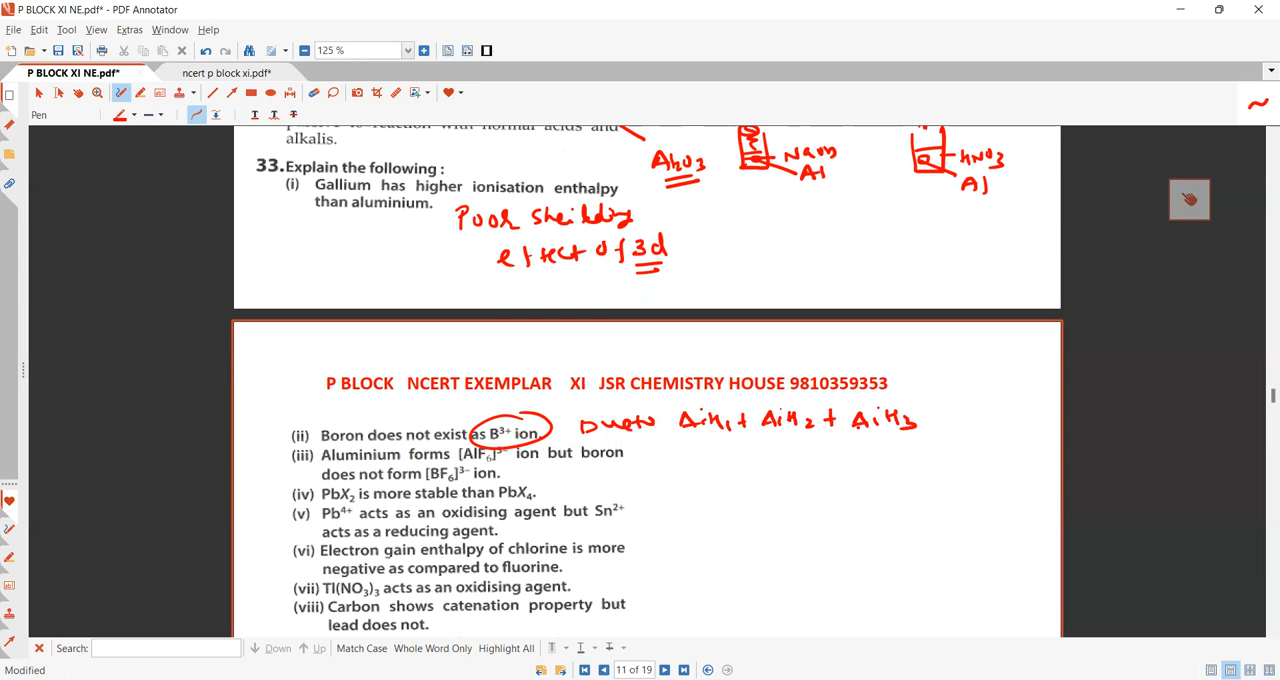 P BLOCK XI NE.pdf* - PDF Annotator
File Edit Tool View Extras Window Help
125 %
P BLOCK XI NE.pdf* ncert p block xi.pdf*
Pen
alkalis.
Al2O3
NaOH
Al
HNO3
Al
33. Explain the following :
(i) Gallium has higher ionisation enthalpy
than aluminium.
Poor sheilding
effect of 3d
P BLOCK NCERT EXEMPLAR XI JSR CHEMISTRY HOUSE 9810359353
Due to ΔiH1 + ΔiH2 + ΔiH3
(ii) Boron does not exist as B3+ ion.
(iii) Aluminium forms [AlF6]3− ion but boron
does not form [BF6]3− ion.
(iv) PbX2 is more stable than PbX4.
(v) Pb4+ acts as an oxidising agent but Sn2+
acts as a reducing agent.
(vi) Electron gain enthalpy of chlorine is more
negative as compared to fluorine.
(vii) Tl(NO3)3 acts as an oxidising agent.
(viii) Carbon shows catenation property but
lead does not.
Search: Down Up Match Case Whole Word Only Highlight All
Modified 11 of 19